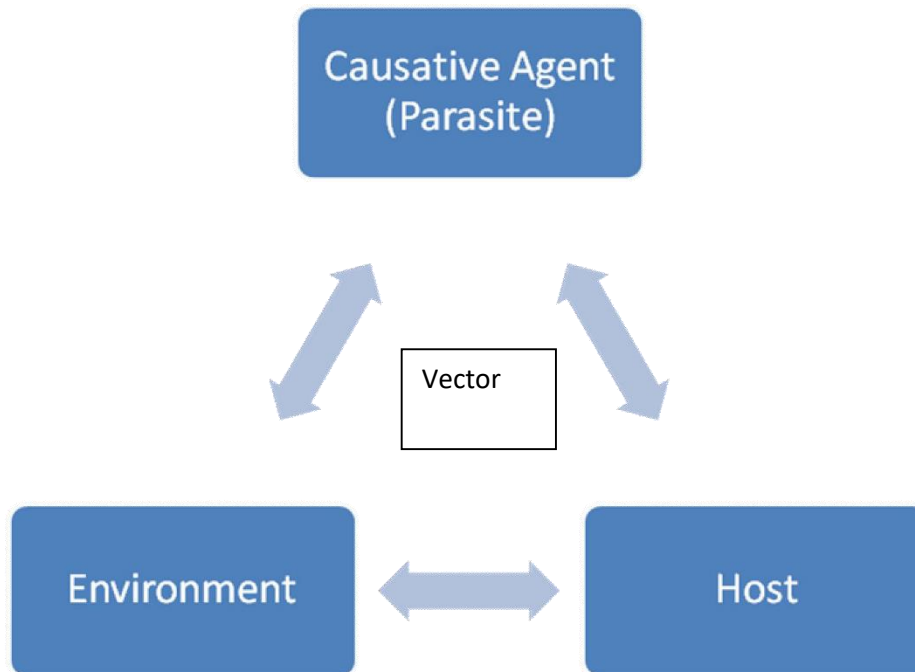 Causative Agent
(Parasite)
Vector
Environment
Host